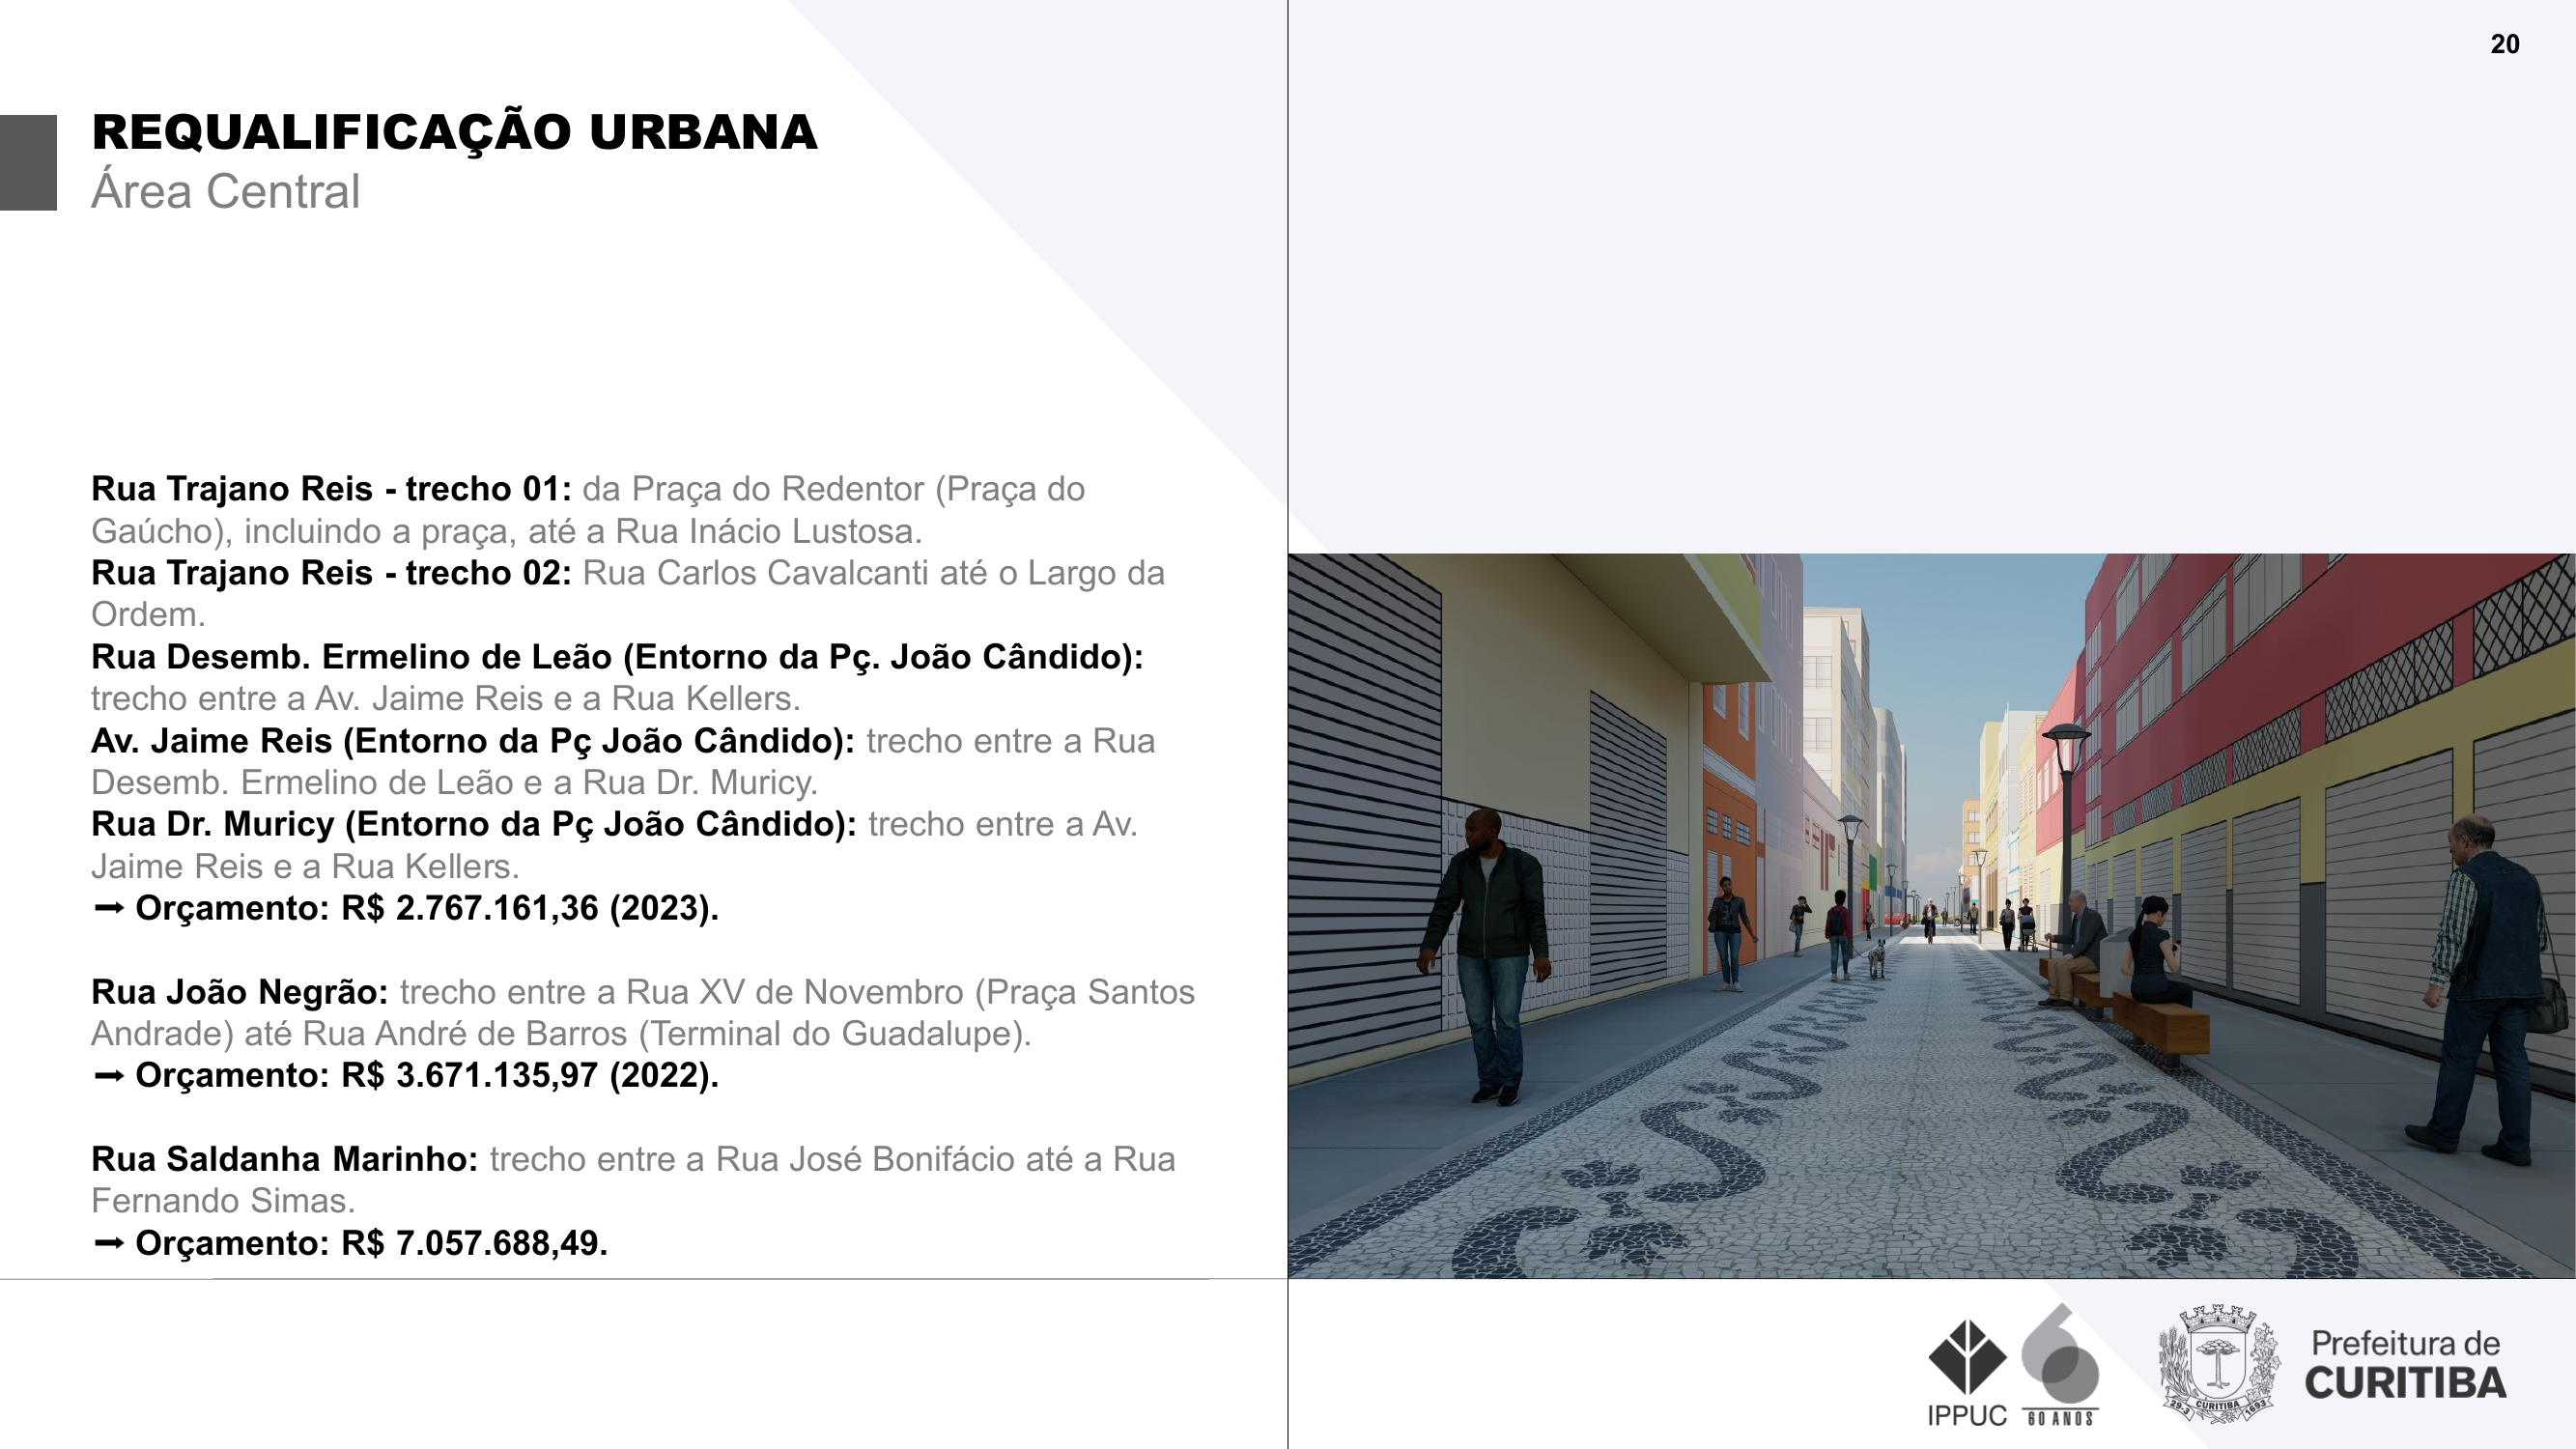 20
REQUALIFICAÇÃO URBANA
Área Central
Rua Trajano Reis - trecho 01: da Praça do Redentor (Praça do
Gaúcho), incluindo a praça, até a Rua Inácio Lustosa.
Rua Trajano Reis - trecho 02: Rua Carlos Cavalcanti até o Largo da
Ordem.
Rua Desemb. Ermelino de Leão (Entorno da Pç. João Cândido):
trecho entre a Av. Jaime Reis e a Rua Kellers.
Av. Jaime Reis (Entorno da Pç João Cândido): trecho entre a Rua
Desemb. Ermelino de Leão e a Rua Dr. Muricy.
Rua Dr. Muricy (Entorno da Pç João Cândido): trecho entre a Av.
Jaime Reis e a Rua Kellers.
➞ Orçamento: R$ 2.767.161,36 (2023).
Rua João Negrão: trecho entre a Rua XV de Novembro (Praça Santos
Andrade) até Rua André de Barros (Terminal do Guadalupe).
➞ Orçamento: R$ 3.671.135,97 (2022).
Rua Saldanha Marinho: trecho entre a Rua José Bonifácio até a Rua
Fernando Simas.
➞ Orçamento: R$ 7.057.688,49.
IPPUC
60 ANOS
29-3 CURITIBA 1693
Prefeitura de
CURITIBA